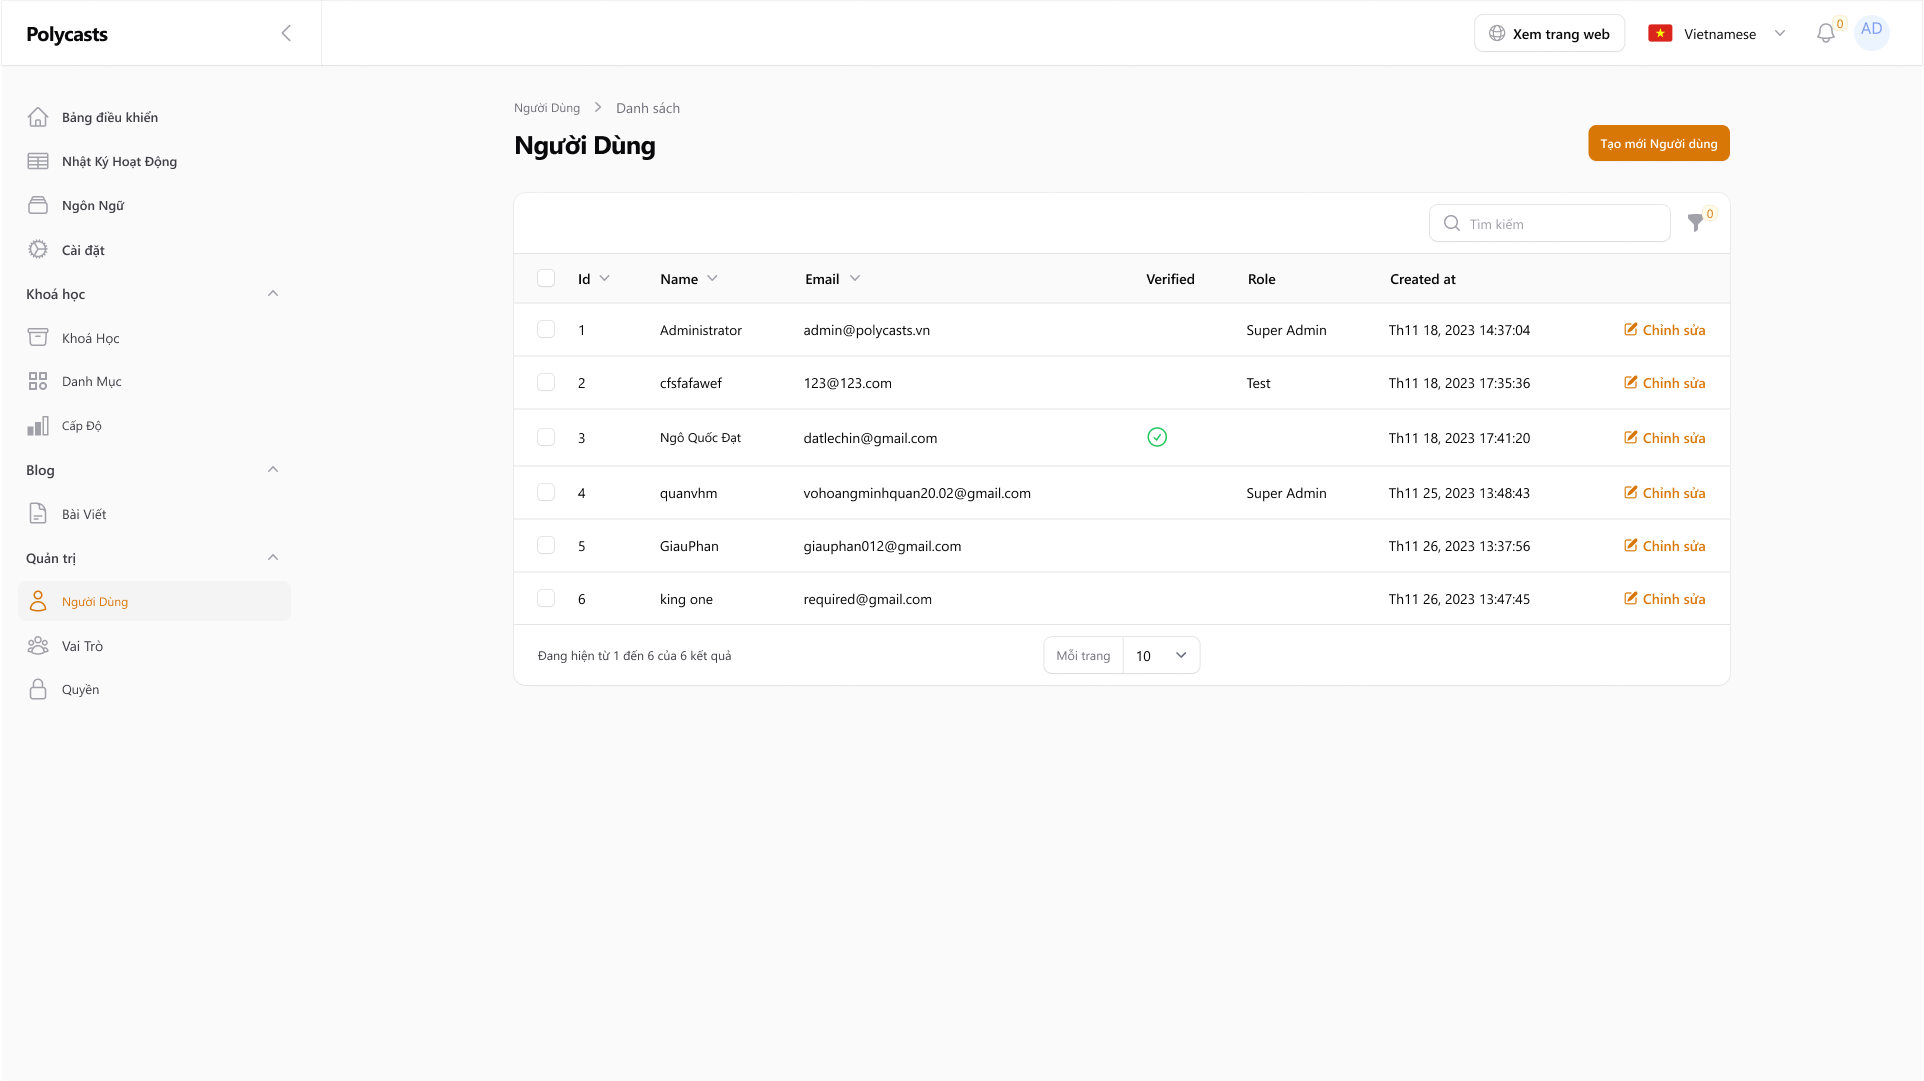 Polycasts
Xem trang web
Vietnamese
0
AD
Bảng điều khiển
Nhật Ký Hoạt Động
Ngôn Ngữ
Cài đặt
Khoá học
Khoá Học
Danh Mục
Cấp Độ
Blog
Bài Viết
Quản trị
Người Dùng
Vai Trò
Quyền
Người Dùng > Danh sách
Người Dùng
Tạo mới Người dùng
Tìm kiếm
0
Id Name Email Verified Role Created at
1 Administrator admin@polycasts.vn Super Admin Th11 18, 2023 14:37:04 Chỉnh sửa
2 cfsfafawef 123@123.com Test Th11 18, 2023 17:35:36 Chỉnh sửa
3 Ngô Quốc Đạt datlechin@gmail.com Th11 18, 2023 17:41:20 Chỉnh sửa
4 quanvhm vohoangminhquan20.02@gmail.com Super Admin Th11 25, 2023 13:48:43 Chỉnh sửa
5 GiauPhan giauphan012@gmail.com Th11 26, 2023 13:37:56 Chỉnh sửa
6 king one required@gmail.com Th11 26, 2023 13:47:45 Chỉnh sửa
Đang hiện từ 1 đến 6 của 6 kết quả
Mỗi trang 10